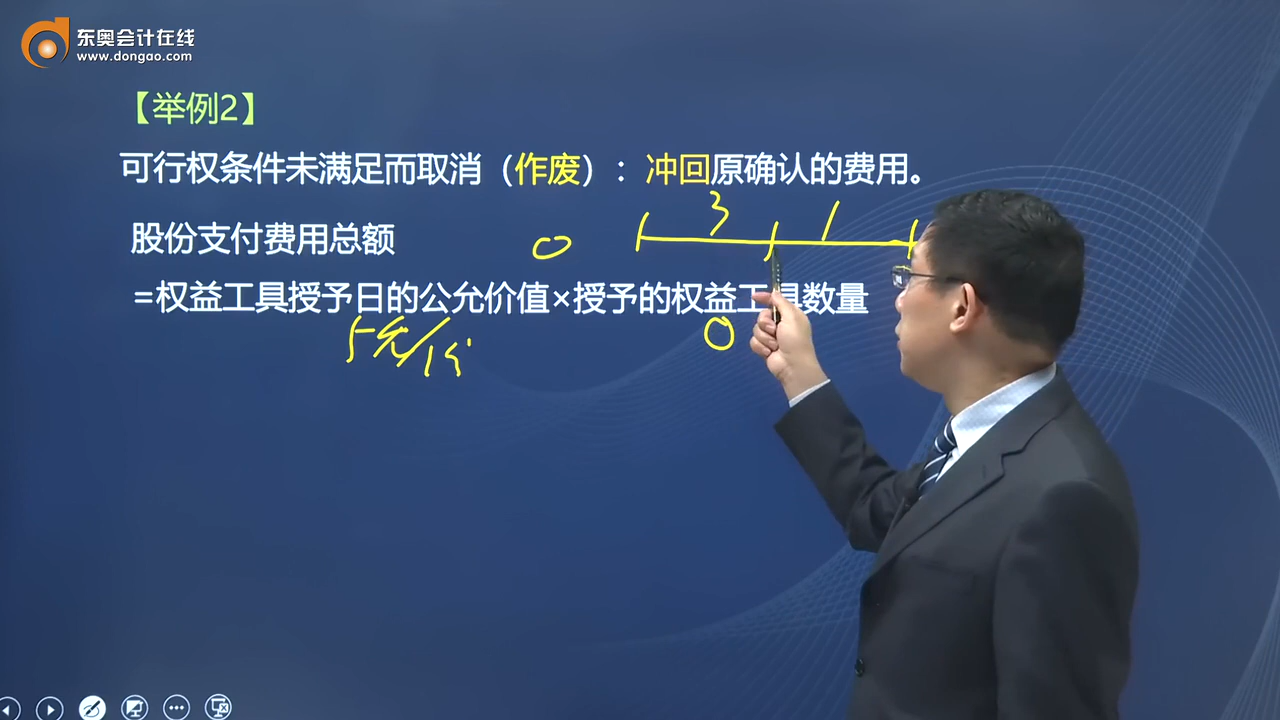 东奥会计在线
www.dongao.com
【举例2】
可行权条件未满足而取消（作废）：冲回原确认的费用。
3 1
股份支付费用总额 0
=权益工具授予日的公允价值×授予的权益工具数量
5元/份 0